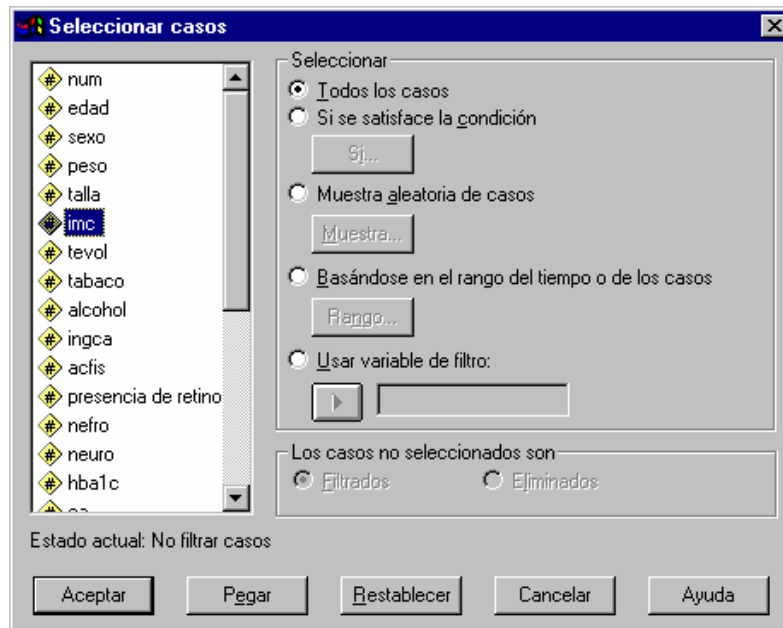 Seleccionar casos
num
edad
sexo
peso
talla
imc
tevol
tabaco
alcohol
ingca
acfis
presencia de retino
nefro
neuro
hba1c
Seleccionar
Todos los casos
Si se satisface la condición
Si...
Muestra aleatoria de casos
Muestra...
Basándose en el rango del tiempo o de los casos
Rango...
Usar variable de filtro:
Los casos no seleccionados son
Filtrados Eliminados
Estado actual: No filtrar casos
Aceptar Pegar Restablecer Cancelar Ayuda